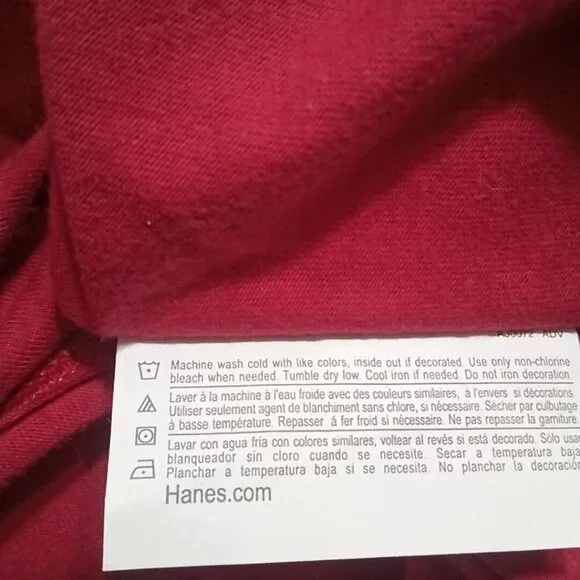 Machine wash cold with like colors, inside out if decorated. Use only non-chlorine
bleach when needed. Tumble dry low. Cool iron if needed. Do not iron decoration.
Laver à la machine à l'eau froide avec des couleurs similaires, à l'envers si décorations.
Utiliser seulement agent de blanchiment sans chlore, si nécessaire. Sécher par culbutage
à basse température. Repasser á fer froid si nécessaire. Ne pas repasser la garniture.
Lavar con agua fria con colores similares, voltear al revés si está decorado. Sólo usar
blanqueador sin cloro cuando se necesite. Secar a temperatura baja.
Planchar a temperatura baja si se necesita. No planchar la decoración
Hanes.com